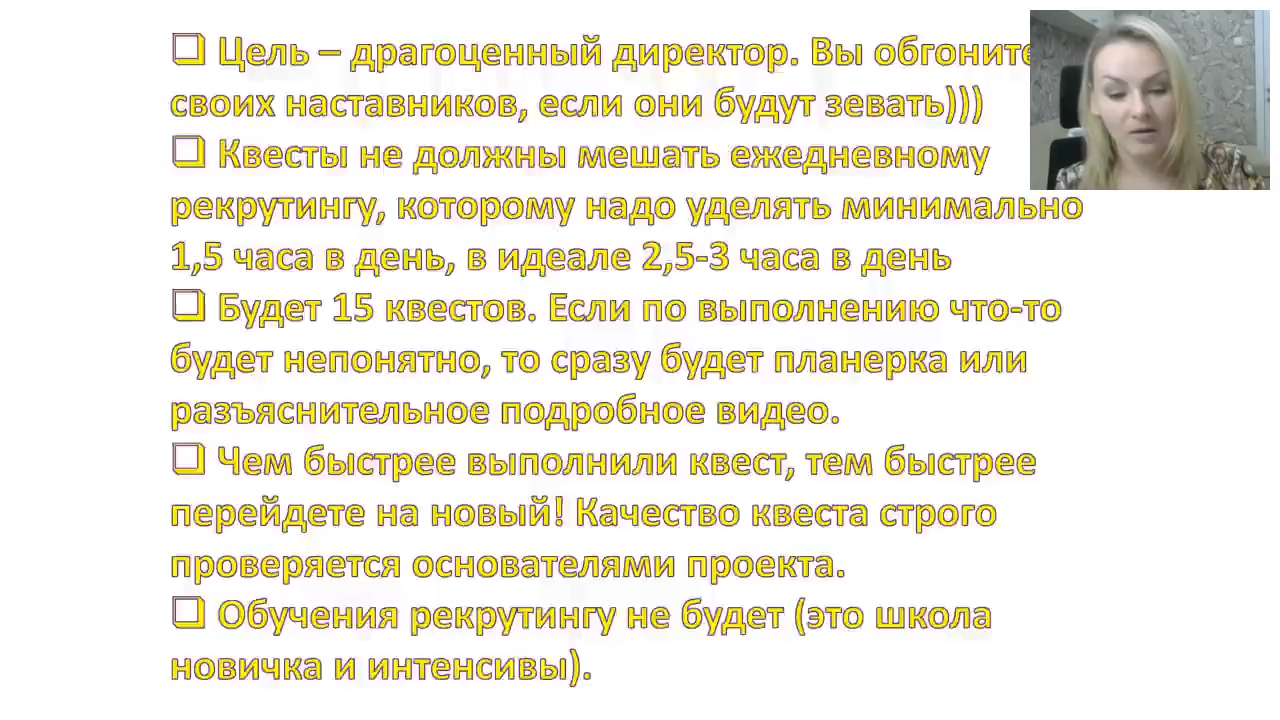 ❑ Цель – драгоценный директор. Вы обгоните
своих наставников, если они будут зевать)))
❑ Квесты не должны мешать ежедневному
рекрутингу, которому надо уделять минимально
1,5 часа в день, в идеале 2,5-3 часа в день
❑ Будет 15 квестов. Если по выполнению что-то
будет непонятно, то сразу будет планерка или
разъяснительное подробное видео.
❑ Чем быстрее выполнили квест, тем быстрее
перейдете на новый! Качество квеста строго
проверяется основателями проекта.
❑ Обучения рекрутингу не будет (это школа
новичка и интенсивы).